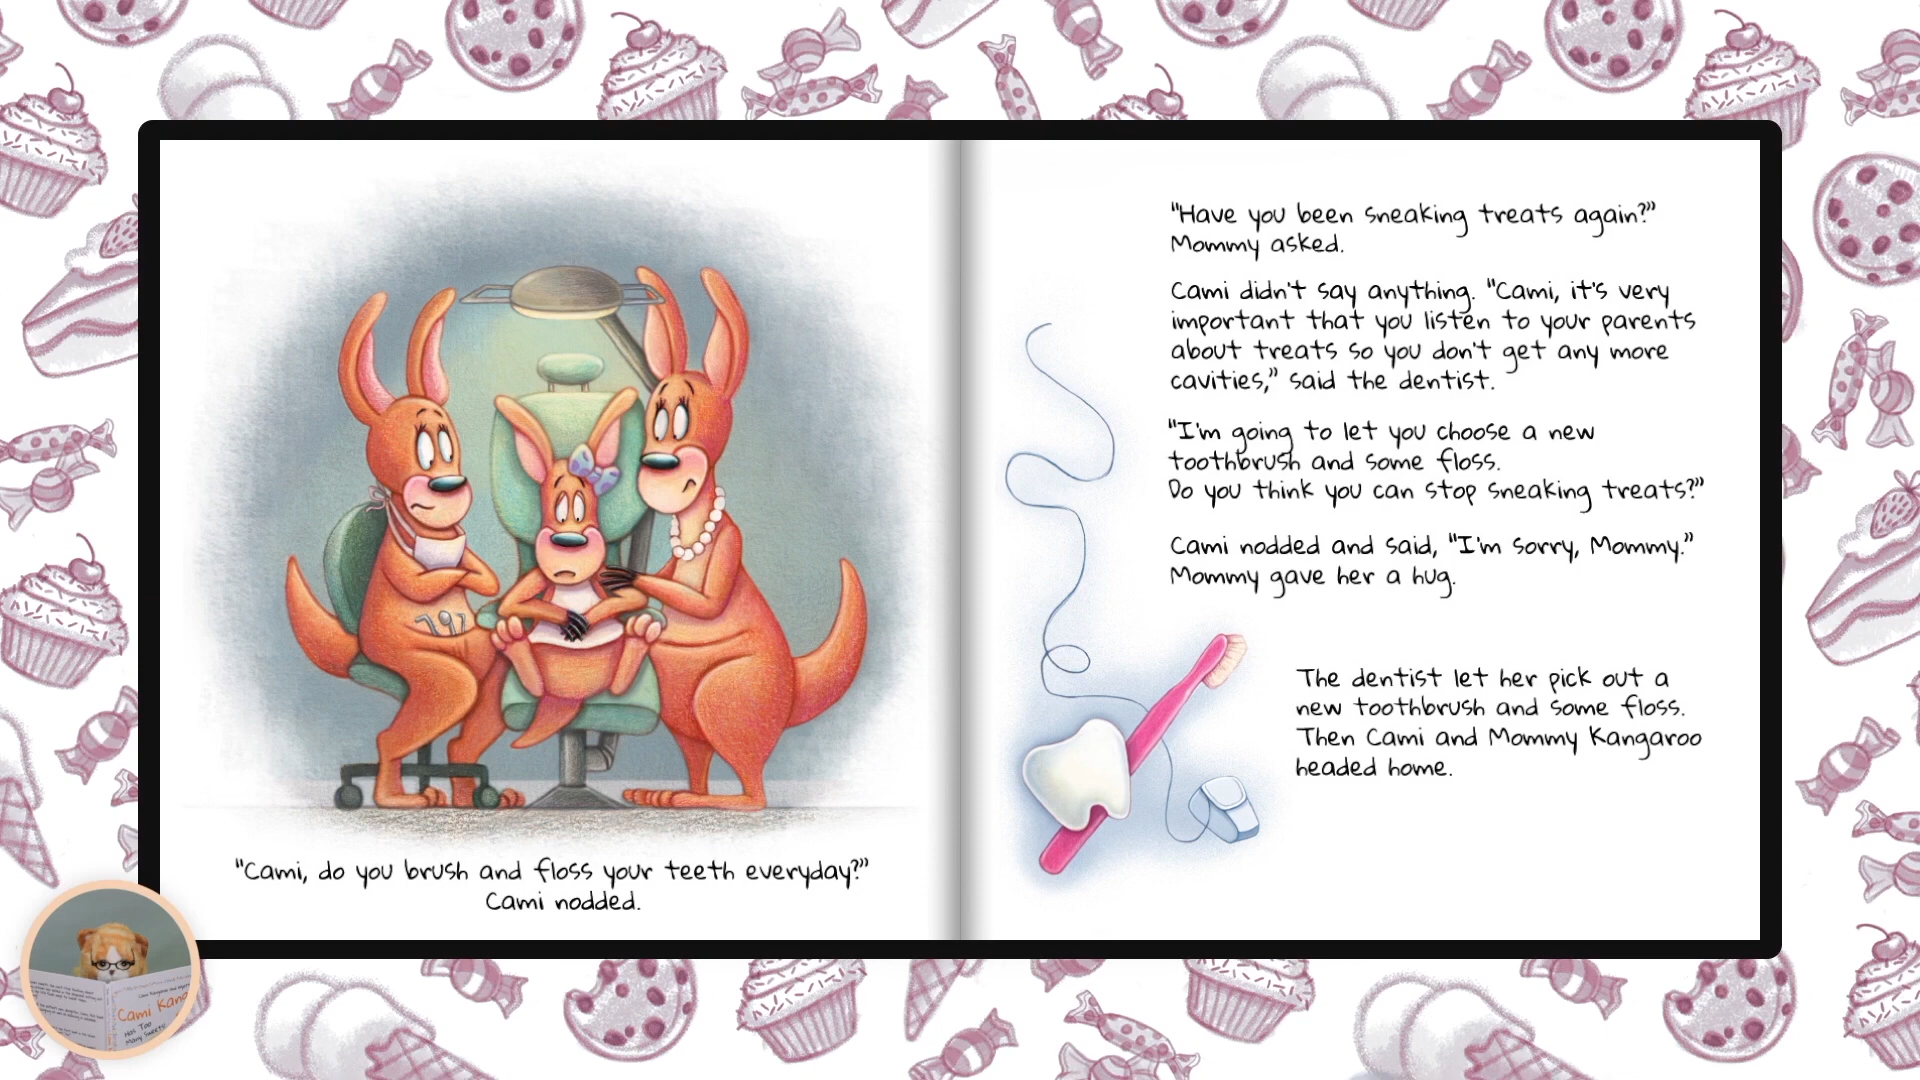 "Cami, do you brush and floss your teeth everyday?"
Cami nodded.
"Have you been sneaking treats again?"
Mommy asked.
Cami didn't say anything. "Cami, it's very
important that you listen to your parents
about treats so you don't get any more
cavities," said the dentist.
"I'm going to let you choose a new
toothbrush and some floss.
Do you think you can stop sneaking treats?"
Cami nodded and said, "I'm sorry, Mommy."
Mommy gave her a hug.
The dentist let her pick out a
new toothbrush and some floss.
Then Cami and Mommy Kangaroo
headed home.
Cami Kang
Has Too
Many Sweets!